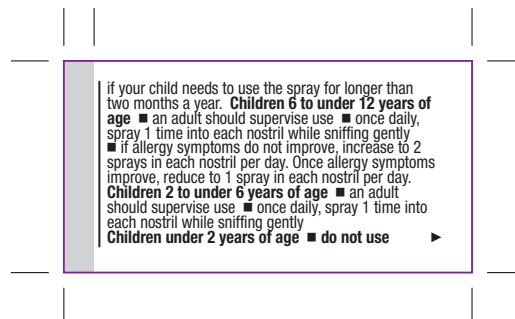 if your child needs to use the spray for longer than
two months a year. Children 6 to under 12 years of
age ■ an adult should supervise use ■ once daily,
spray 1 time into each nostril while sniffing gently
■ if allergy symptoms do not improve, increase to 2
sprays in each nostril per day. Once allergy symptoms
improve, reduce to 1 spray in each nostril per day.
Children 2 to under 6 years of age ■ an adult
should supervise use ■ once daily, spray 1 time into
each nostril while sniffing gently
Children under 2 years of age ■ do not use ►